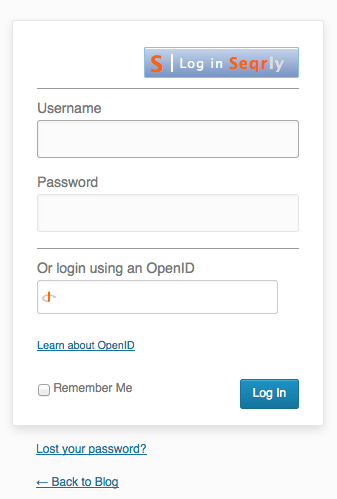 S | Log in Seqrly
Username
Password
Or login using an OpenID
Learn about OpenID
Remember Me
Log In
Lost your password?
← Back to Blog